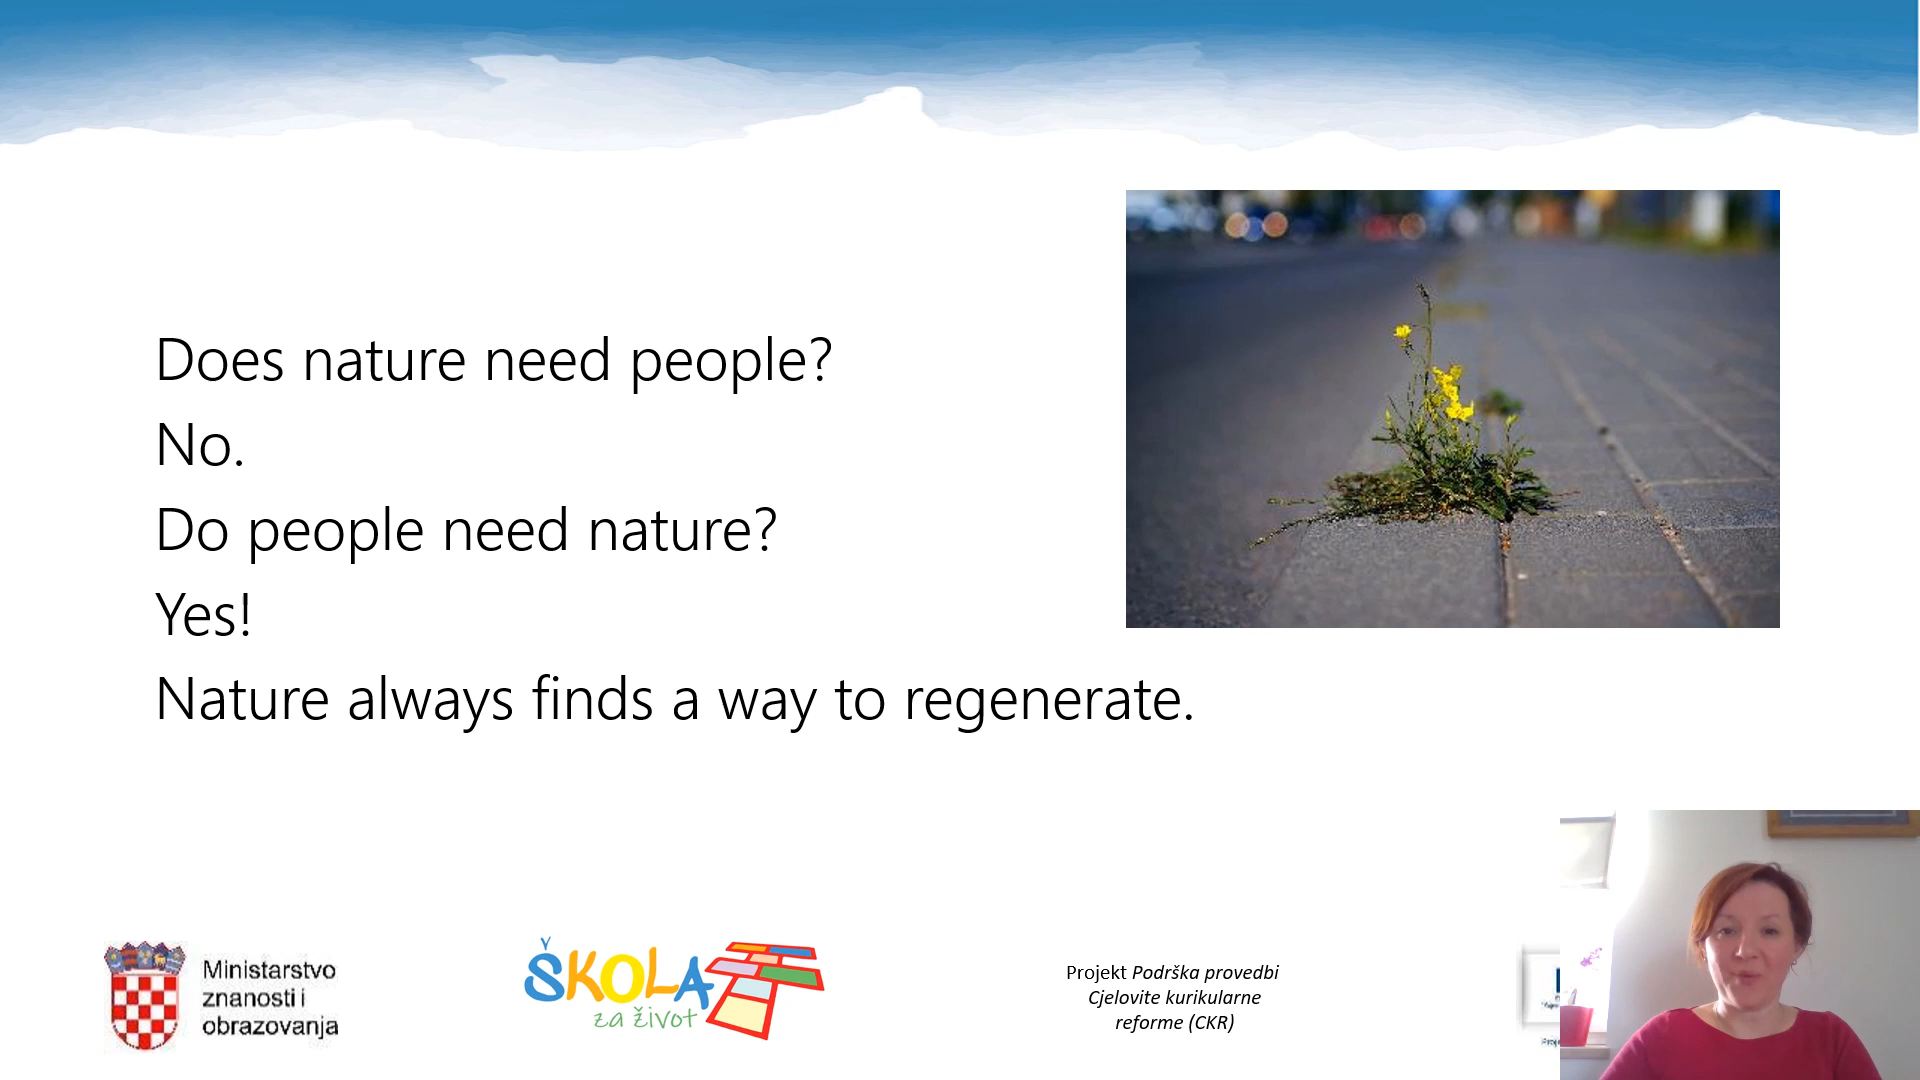 Does nature need people?
No.
Do people need nature?
Yes!
Nature always finds a way to regenerate.
Ministarstvo
znanosti i
obrazovanja
ŠKOLA
za život
Projekt Podrška provedbi
Cjelovite kurikularne
reforme (CKR)